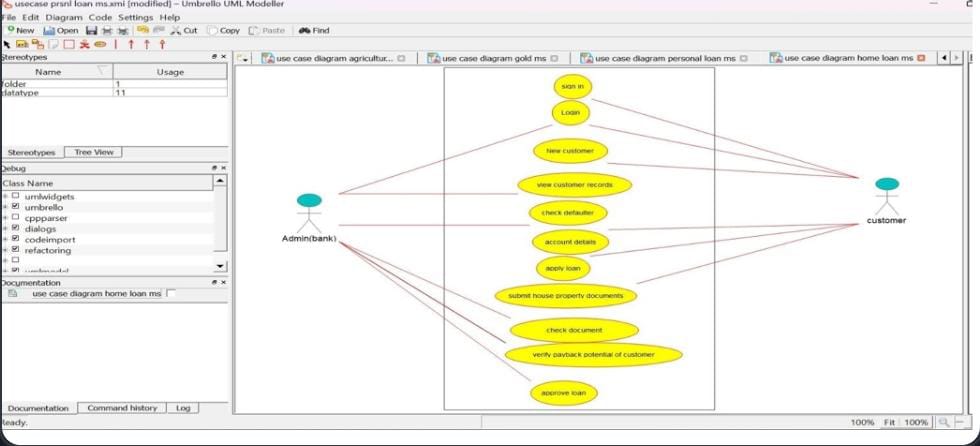 usecase prsnl loan ms.xmi [modified] – Umbrello UML Modeller
File Edit Diagram Code Settings Help
New Open Cut Copy Paste Find
Stereotypes
Name Usage
folder 1
datatype 11
Stereotypes Tree View
Debug
Class Name
umlwidgets
umbrello
cppparser
dialogs
codeimport
refactoring
umlmodel
Documentation
use case diagram home loan ms
Documentation Command history Log
Ready.
use case diagram agricultur... use case diagram gold ms use case diagram personal loan ms use case diagram home loan ms
sign in
Login
New customer
view customer records
check defaulter
account details
apply loan
submit house property documents
check document
verify payback potential of customer
approve loan
Admin(bank)
customer
100% Fit 100%